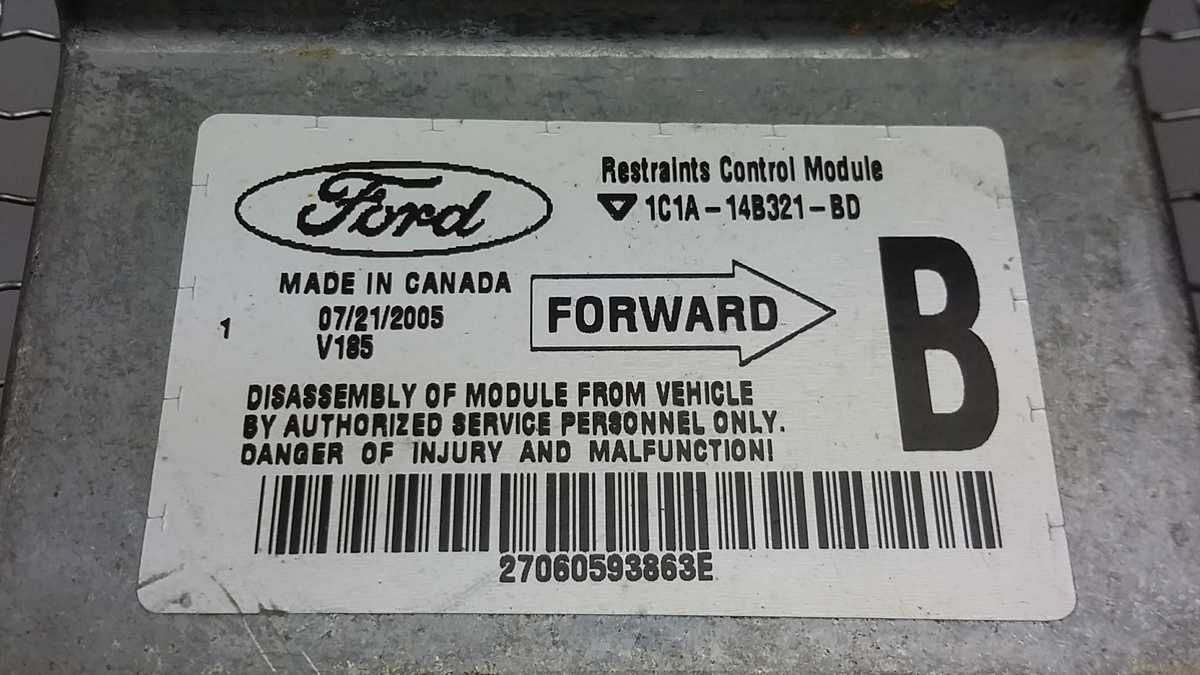 Ford
Restraints Control Module
1C1A-14B321-BD
MADE IN CANADA
07/21/2005
V185
1
FORWARD
B
DISASSEMBLY OF MODULE FROM VEHICLE
BY AUTHORIZED SERVICE PERSONNEL ONLY.
DANGER OF INJURY AND MALFUNCTION!
27060593863E